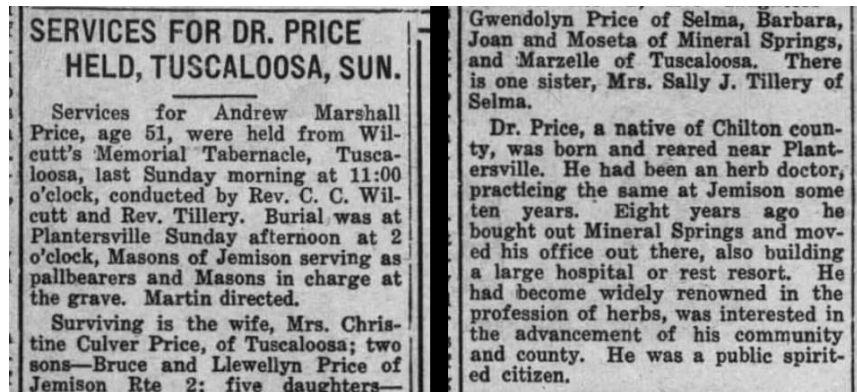 SERVICES FOR DR. PRICE
HELD, TUSCALOOSA, SUN.
Services for Andrew Marshall
Price, age 51, were held from Wil-
cutt's Memorial Tabernacle, Tusca-
loosa, last Sunday morning at 11:00
o'clock, conducted by Rev. C. C. Wil-
cutt and Rev. Tillery. Burial was at
Plantersville Sunday afternoon at 2
o'clock, Masons of Jemison serving as
pallbearers and Masons in charge at
the grave. Martin directed.
Surviving is the wife, Mrs. Chris-
tine Culver Price, of Tuscaloosa; two
sons—Bruce and Llewellyn Price of
Jemison Rte 2; five daughters—
Gwendolyn Price of Selma, Barbara,
Joan and Moseta of Mineral Springs,
and Marzelle of Tuscaloosa. There
is one sister, Mrs. Sally J. Tillery of
Selma.
Dr. Price, a native of Chilton coun-
ty, was born and reared near Plant-
ersville. He had been an herb doctor,
practicing the same at Jemison some
ten years. Eight years ago he
bought out Mineral Springs and mov-
ed his office out there, also building
a large hospital or rest resort. He
had become widely renowned in the
profession of herbs, was interested in
the advancement of his community
and county. He was a public spirit-
ed citizen.